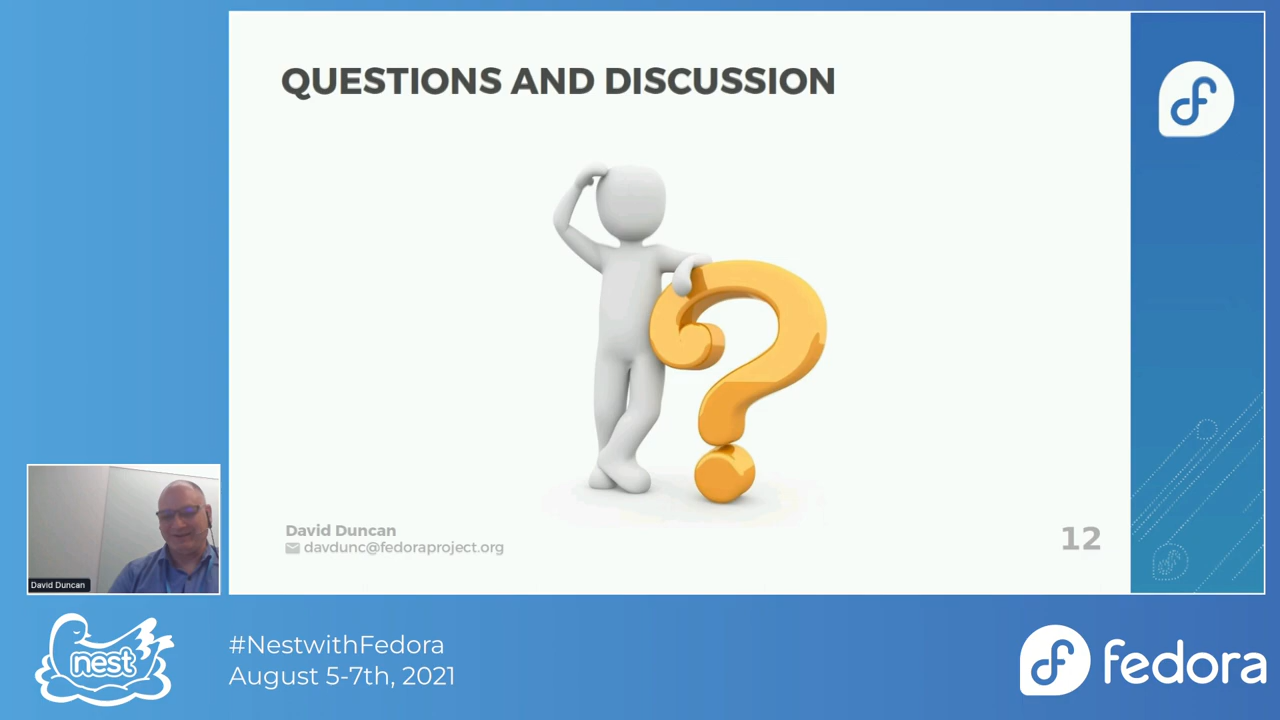 QUESTIONS AND DISCUSSION
David Duncan
davdunc@fedoraproject.org
12
David Duncan
nest
#NestwithFedora
August 5-7th, 2021
fedora